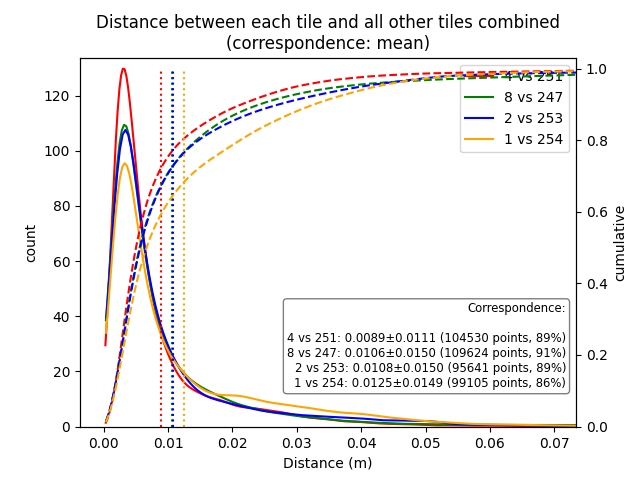 Distance between each tile and all other tiles combined
(correspondence: mean)
count
120
100
80
60
40
20
0
0.00
0.01
0.02
0.03
0.04
0.05
0.06
0.07
Distance (m)
cumulative
1.0
0.8
0.6
0.4
0.2
0.0
4 vs 251
8 vs 247
2 vs 253
1 vs 254
Correspondence:
4 vs 251: 0.0089±0.0111 (104530 points, 89%)
8 vs 247: 0.0106±0.0150 (109624 points, 91%)
2 vs 253: 0.0108±0.0150 (95641 points, 89%)
1 vs 254: 0.0125±0.0149 (99105 points, 86%)